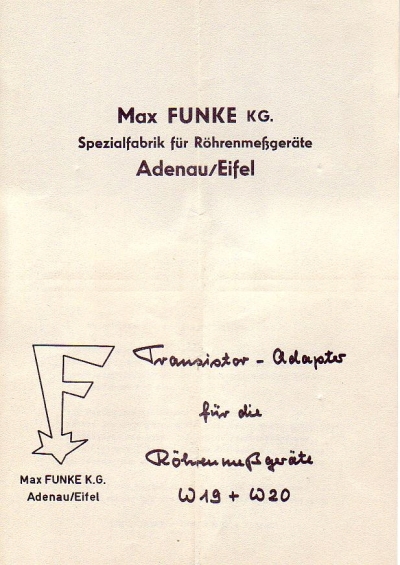 Max FUNKE KG.
Spezialfabrik für Röhrenmeßgeräte
Adenau/Eifel
Transistor - Adapter
für die
Röhrenmeßgeräte
W19 + W20
Max FUNKE K.G.
Adenau/Eifel